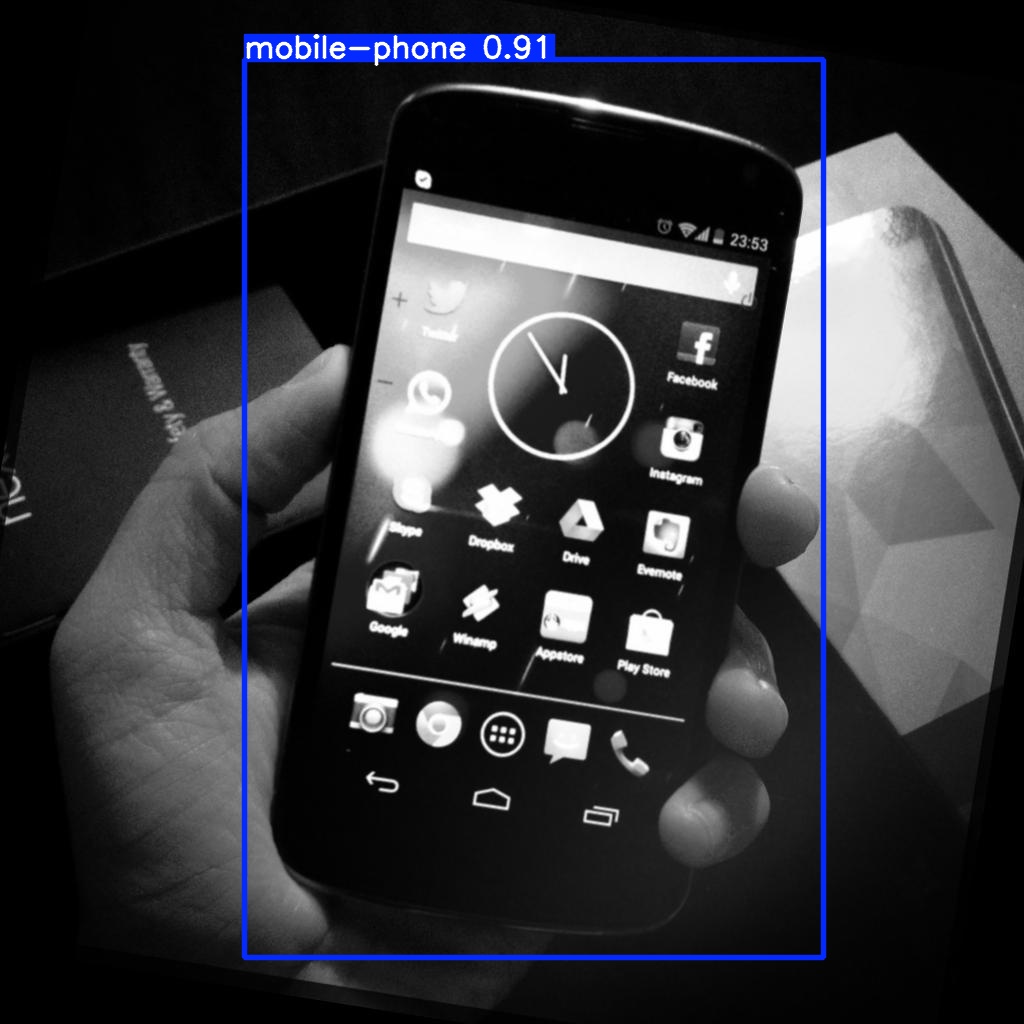 mobile-phone 0.91
23:53
Twitter
Facebook
Instagram
Skype
Dropbox
Drive
Evernote
Google
Winamp
Appstore
Play Store
ety & Warranty